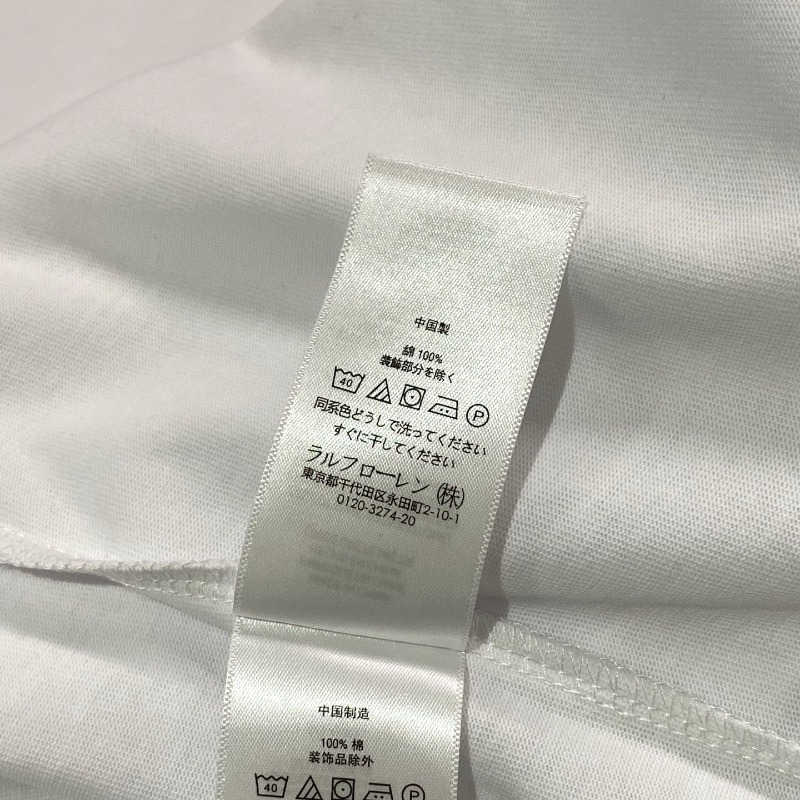 中国製
綿 100%
装飾部分を除く
40 P
同系色どうしで洗ってください
すぐに干してください
ラルフローレン (株)
東京都千代田区永田町2-10-1
0120-3274-20
中国制造
100% 棉
装饰品除外
40 P